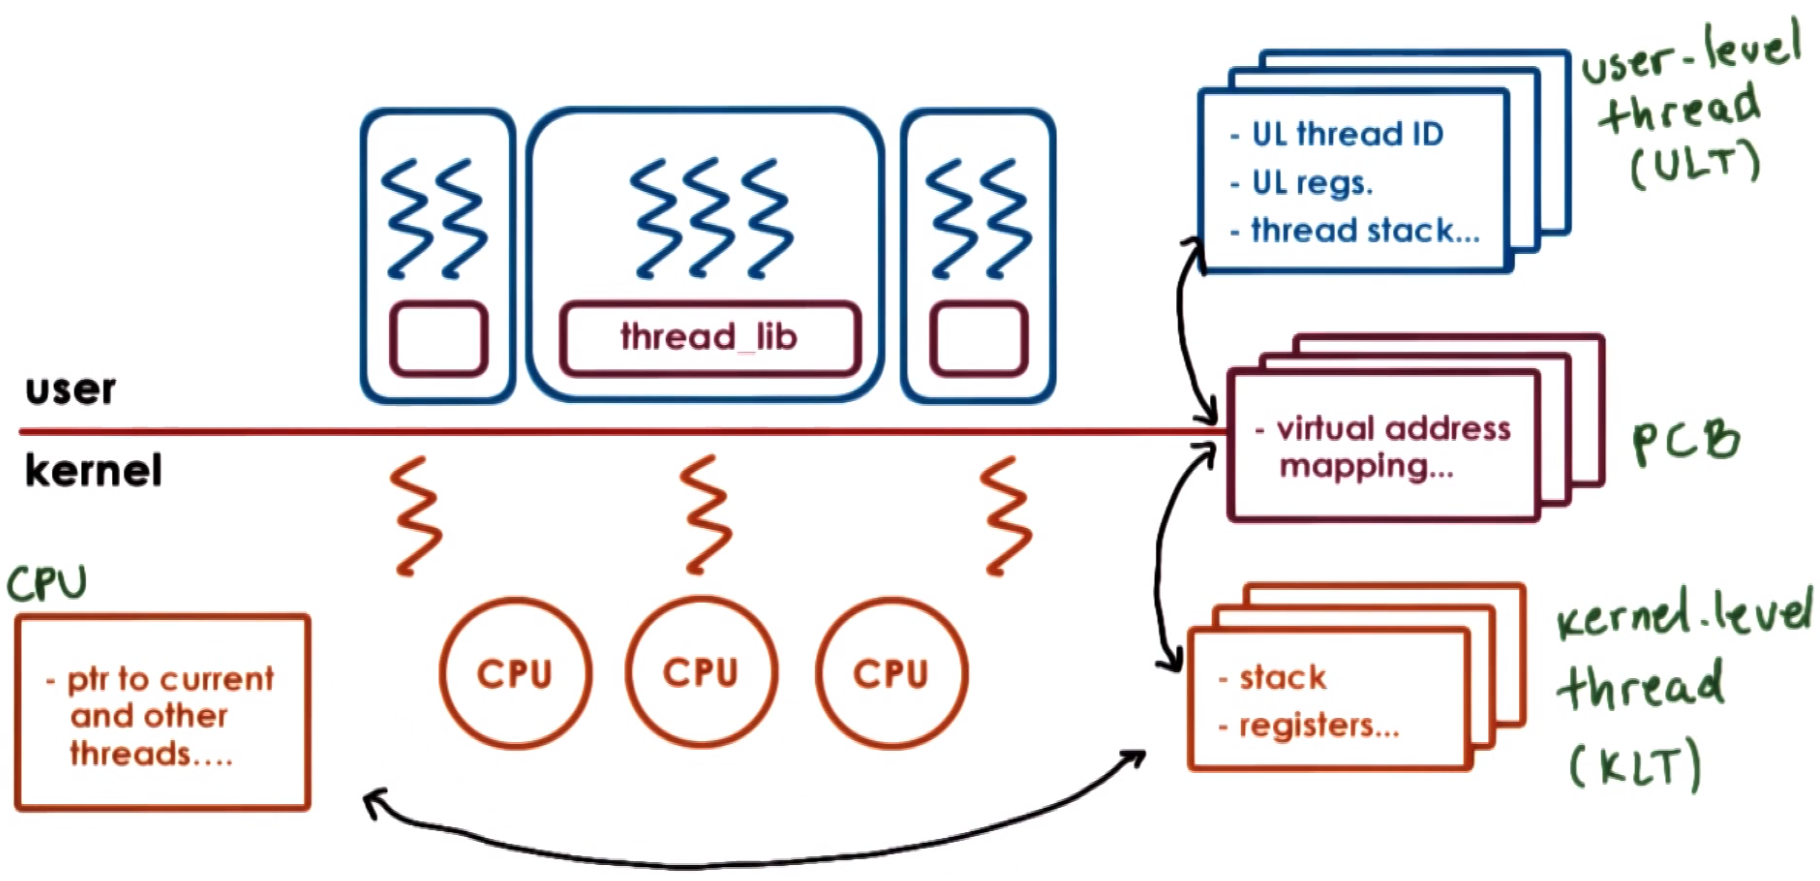 user-level
thread
(ULT)
- UL thread ID
- UL regs.
- thread stack...
thread_lib
user
kernel
- virtual address
mapping...
PCB
CPU
- ptr to current
and other
threads....
CPU
CPU
CPU
- stack
- registers...
kernel-level
thread
(KLT)